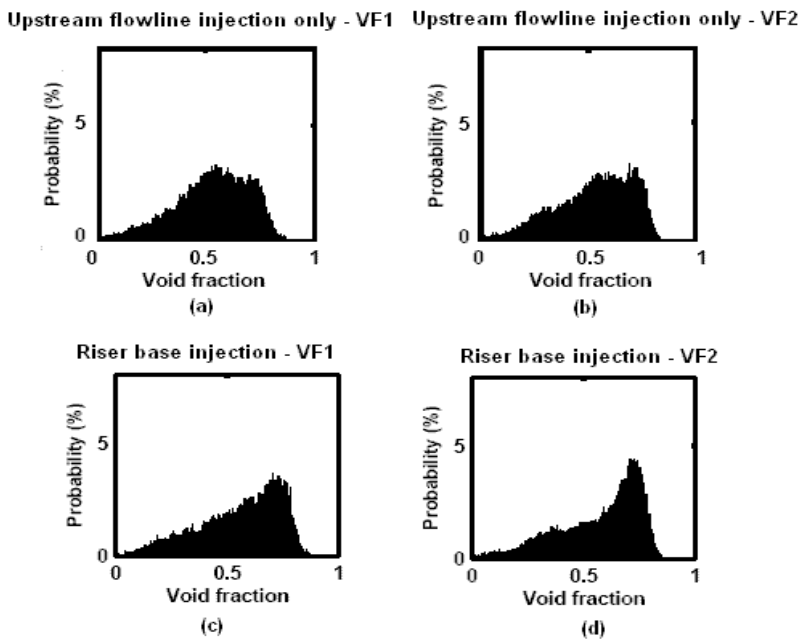 Upstream flowline injection only - VF1
Upstream flowline injection only - VF2
Probability (%)
5
0
0
0.5
1
Void fraction
(a)
Probability (%)
5
0
0
0.5
1
Void fraction
(b)
Riser base injection - VF1
Riser base injection - VF2
Probability (%)
5
0
0
0.5
1
Void fraction
(c)
Probability (%)
5
0
0
0.5
1
Void fraction
(d)